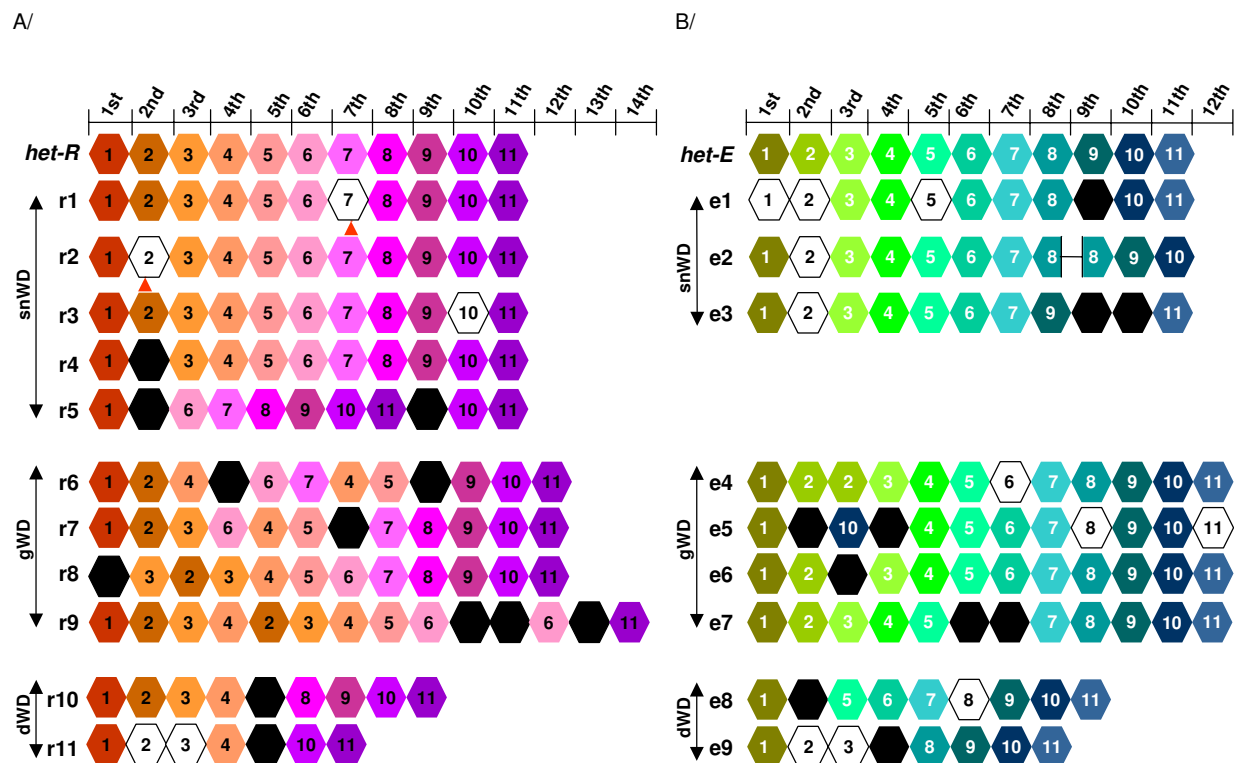 A/
1st 2nd 3rd 4th 5th 6th 7th 8th 9th 10th 11th 12th 13th 14th
het-R 1 2 3 4 5 6 7 8 9 10 11
snWD
r1 1 2 3 4 5 6 7 8 9 10 11
r2 1 2 3 4 5 6 7 8 9 10 11
r3 1 2 3 4 5 6 7 8 9 10 11
r4 1 3 4 5 6 7 8 9 10 11
r5 1 6 7 8 9 10 11 10 11
gWD
r6 1 2 4 6 7 4 5 9 10 11
r7 1 2 3 6 4 5 7 8 9 10 11
r8 3 2 3 4 5 6 7 8 9 10 11
r9 1 2 3 4 2 3 4 5 6 6 11
dWD
r10 1 2 3 4 8 9 10 11
r11 1 2 3 4 10 11
B/
1st 2nd 3rd 4th 5th 6th 7th 8th 9th 10th 11th 12th
het-E 1 2 3 4 5 6 7 8 9 10 11
snWD
e1 1 2 3 4 5 6 7 8 10 11
e2 1 2 3 4 5 6 7 8 8 9 10
e3 1 2 3 4 5 6 7 9 11
gWD
e4 1 2 2 3 4 5 6 7 8 9 10 11
e5 1 10 4 5 6 7 8 9 10 11
e6 1 2 3 4 5 6 7 8 9 10 11
e7 1 2 3 4 5 7 8 9 10 11
dWD
e8 1 5 6 7 8 9 10 11
e9 1 2 3 8 9 10 11